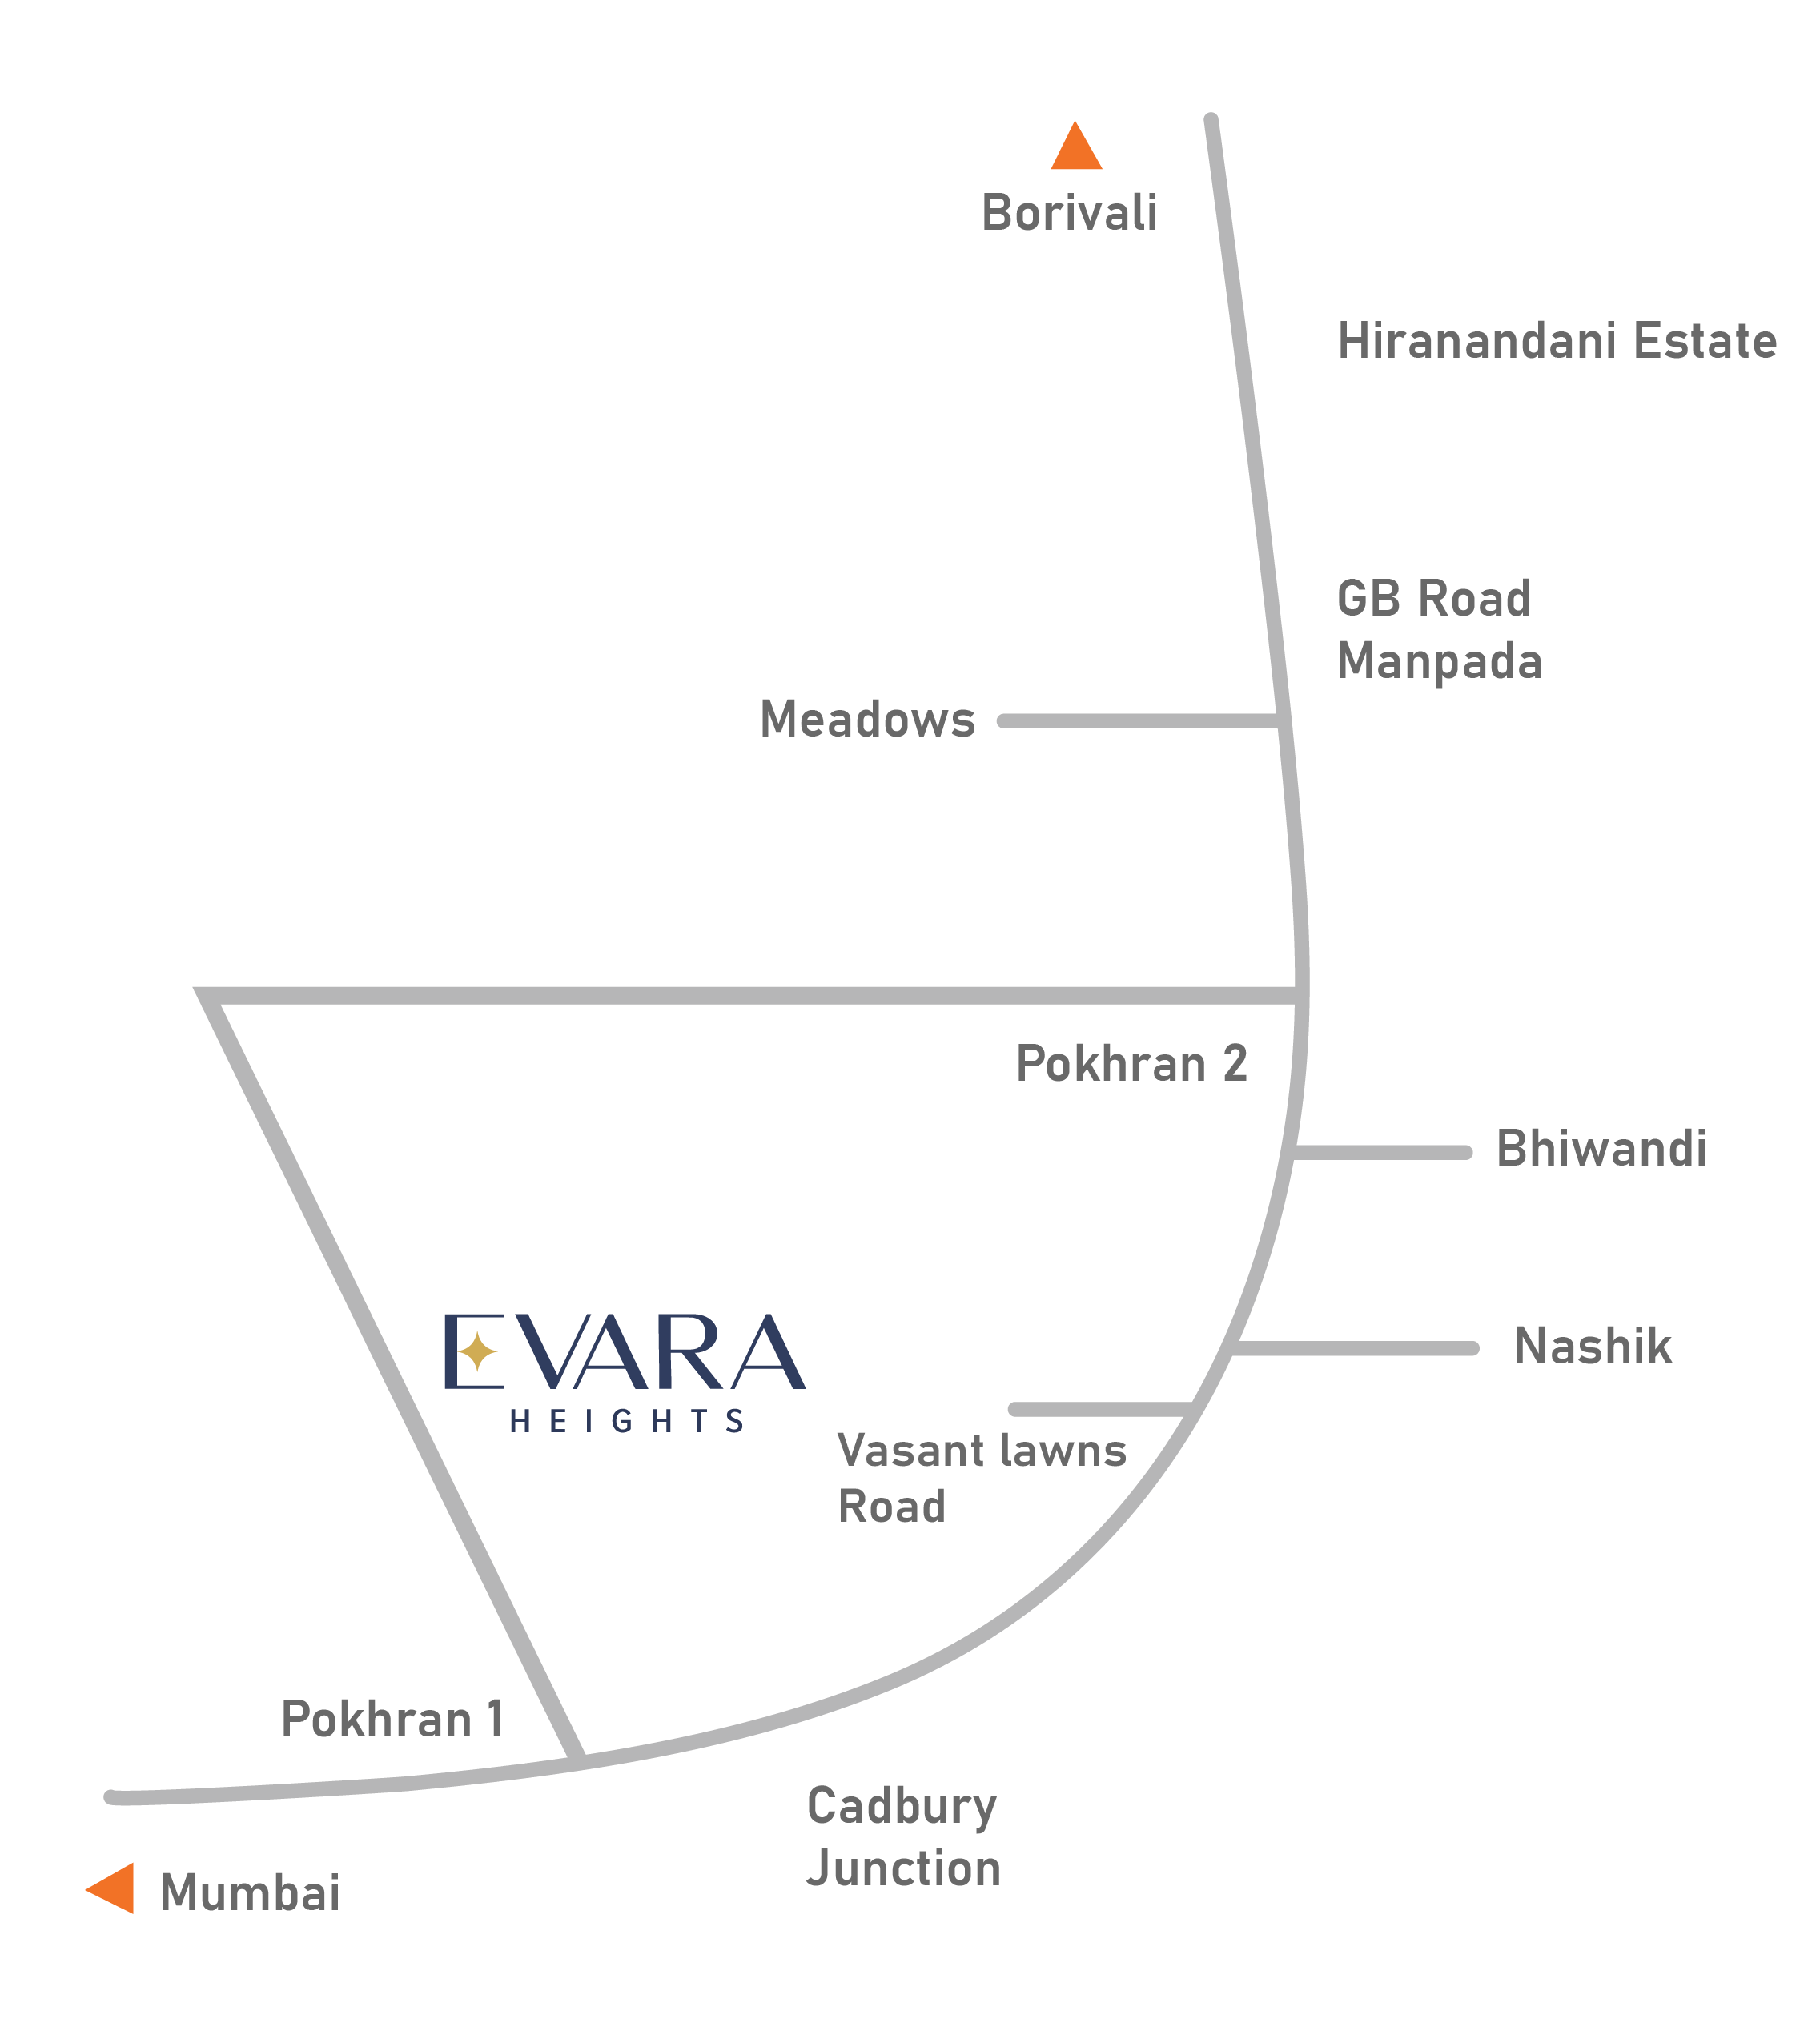 Borivali
Hiranandani Estate
GB Road
Manpada
Meadows
Pokhran 2
Bhiwandi
EVARA
HEIGHTS
Nashik
Vasant lawns
Road
Pokhran 1
Cadbury
Junction
Mumbai